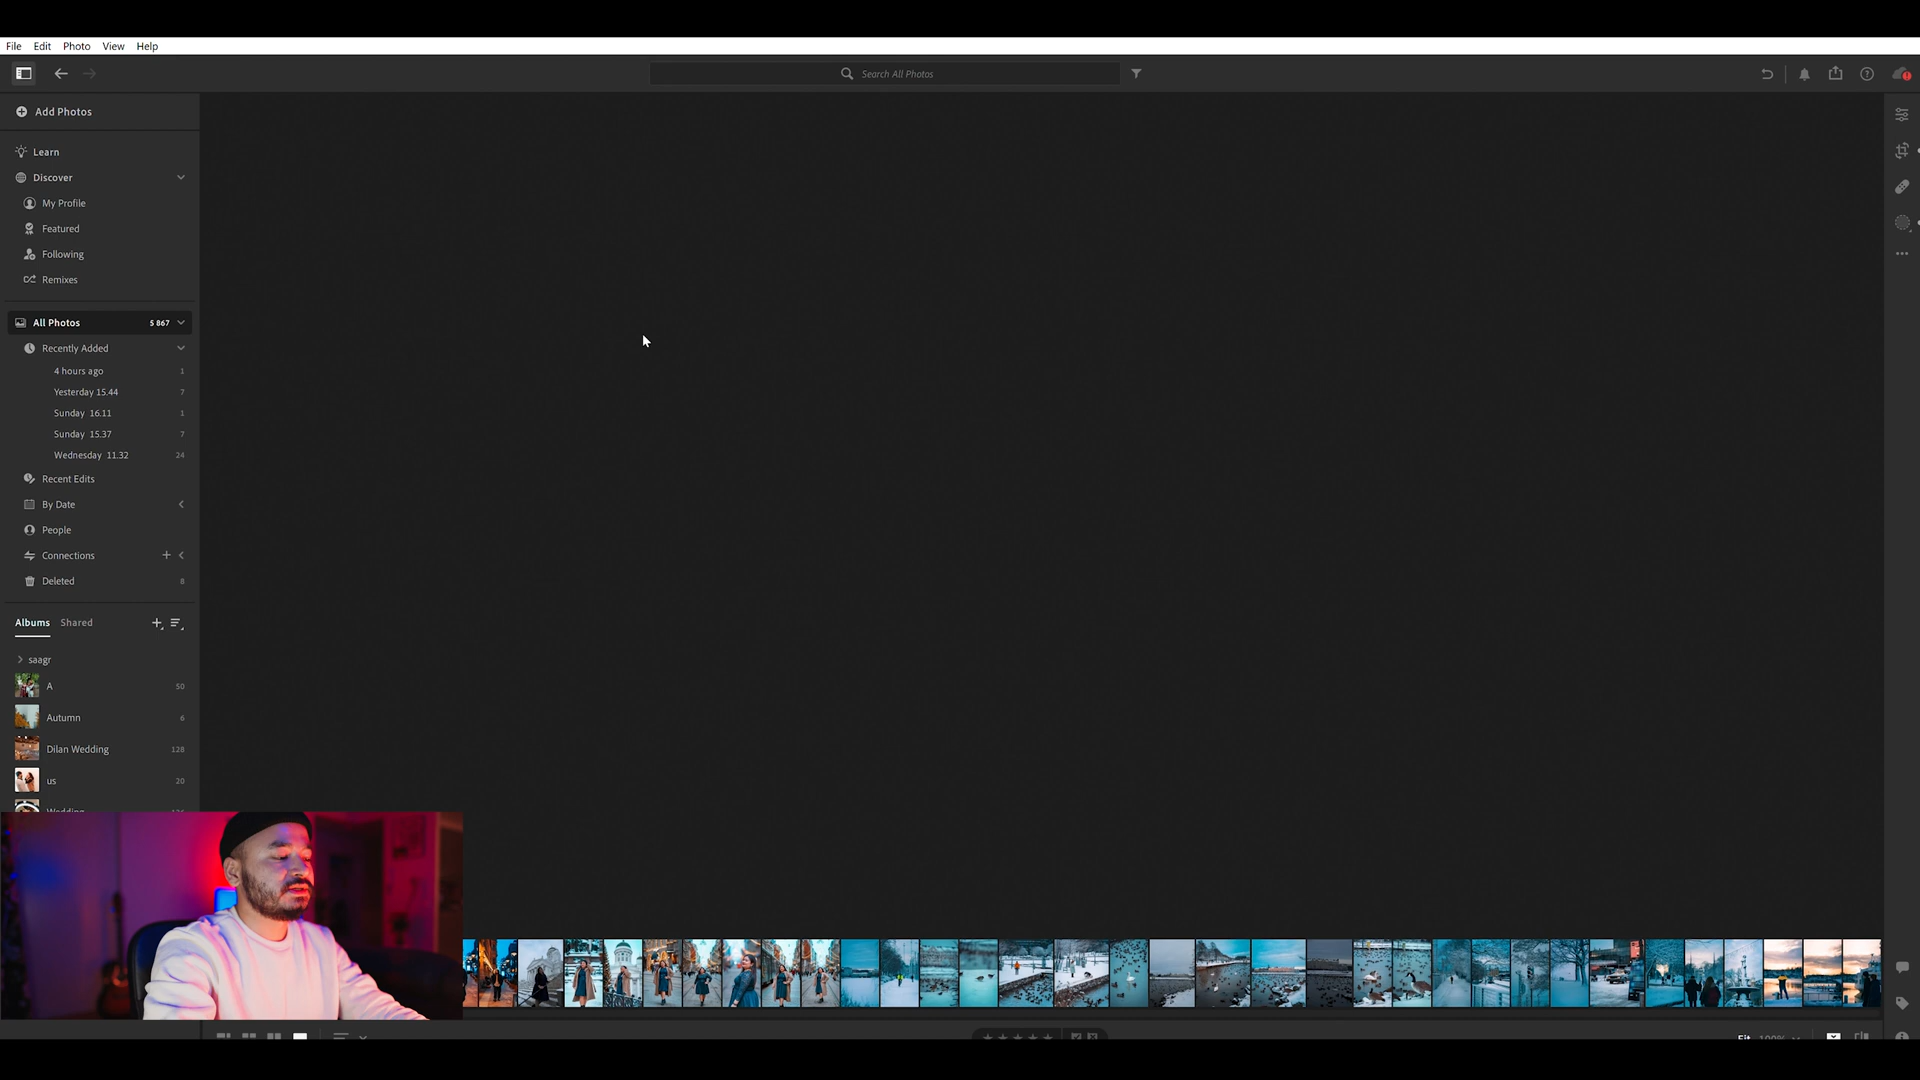 File Edit Photo View Help
Search All Photos
Add Photos
Learn
Discover
My Profile
Featured
Following
Remixes
All Photos 5 867
Recently Added
4 hours ago 1
Yesterday 15.44 7
Sunday 16.11 1
Sunday 15.37 7
Wednesday 11.32 24
Recent Edits
By Date
People
Connections
Deleted 8
Albums Shared
saagr
A 50
Autumn 6
Dilan Wedding 128
us 20
Wedding
Fit 100%